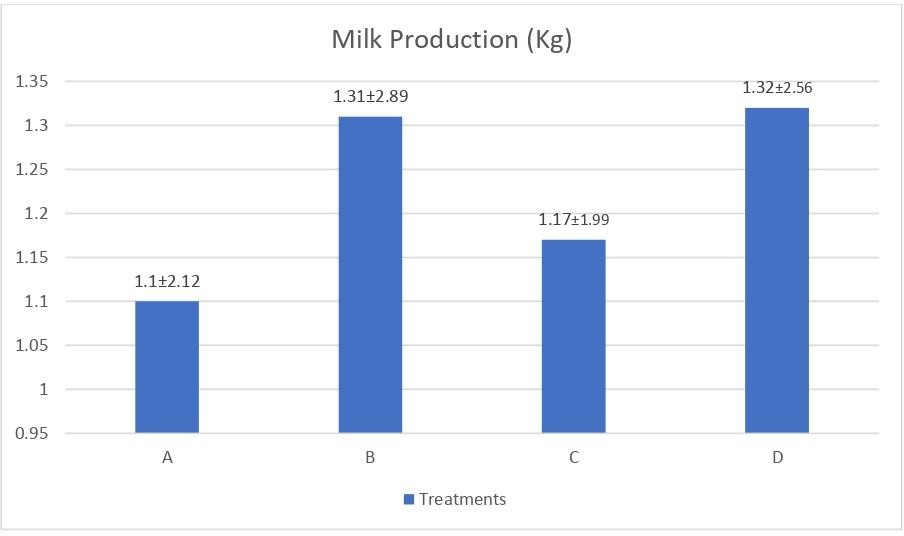 Milk Production (Kg)
1.35
1.3
1.25
1.2
1.15
1.1
1.05
1
0.95
1.1±2.12
1.31±2.89
1.17±1.99
1.32±2.56
A
B
C
D
Treatments